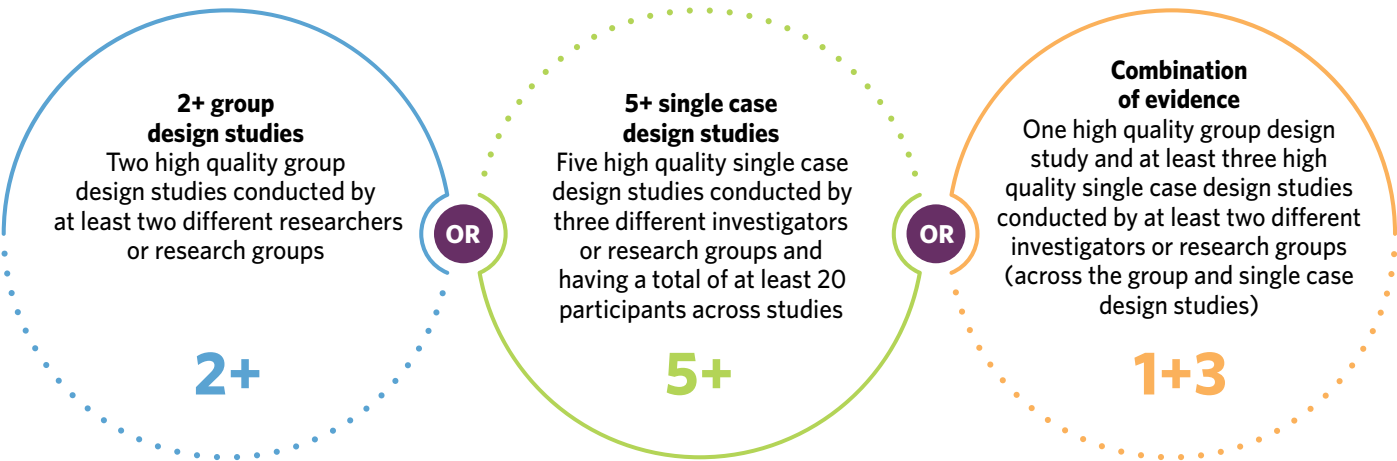 2+ group
design studies
Two high quality group
design studies conducted by
at least two different researchers
or research groups
2+
OR
5+ single case
design studies
Five high quality single case
design studies conducted by
three different investigators
or research groups and
having a total of at least 20
participants across studies
5+
OR
Combination
of evidence
One high quality group design
study and at least three high
quality single case design studies
conducted by at least two different
investigators or research groups
(across the group and single case
design studies)
1+3